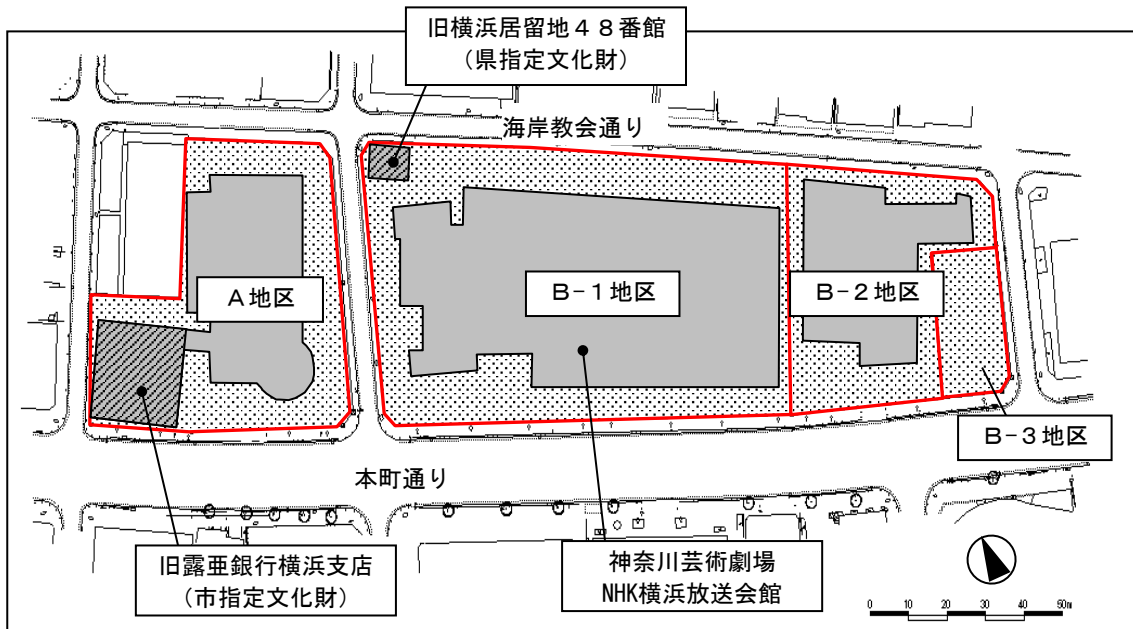 旧横浜居留地４８番館
（県指定文化財）
海岸教会通り
Ａ地区
Ｂ－１地区
Ｂ－２地区
Ｂ－３地区
本町通り
旧露亜銀行横浜支店
（市指定文化財）
神奈川芸術劇場
NHK横浜放送会館
0 10 20 30 40 50m